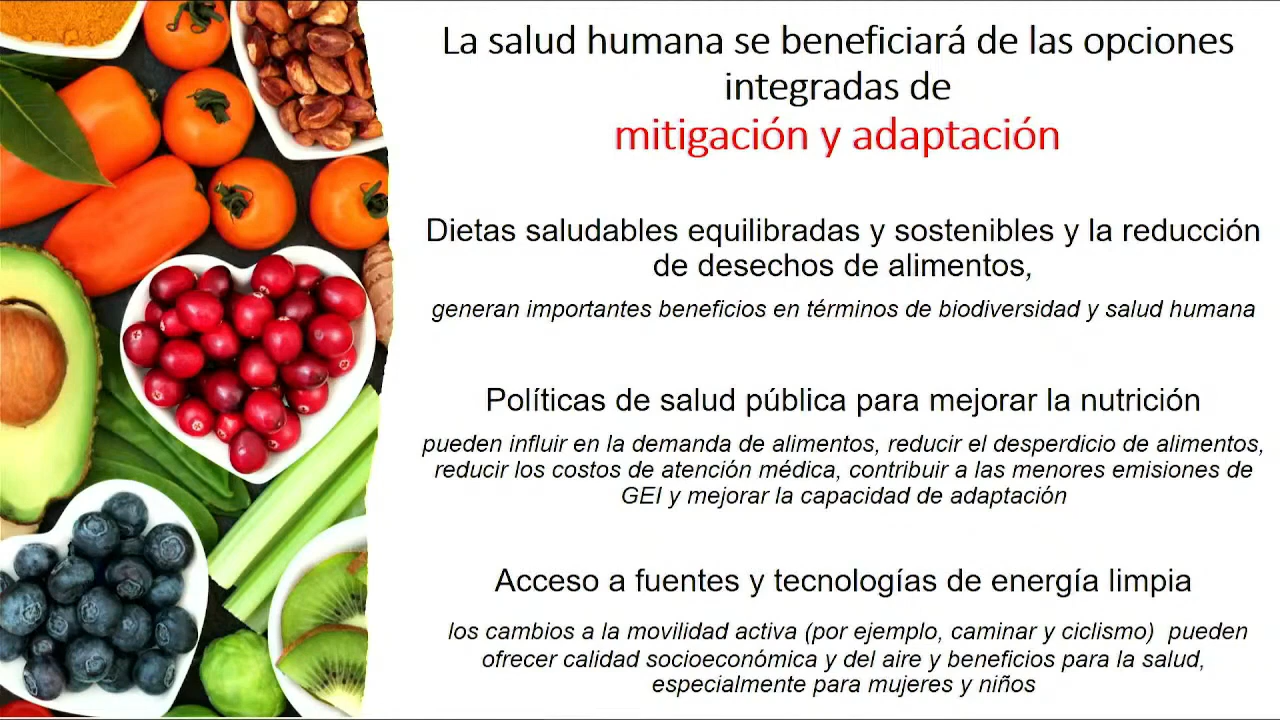 La salud humana se beneficiará de las opciones
integradas de
mitigación y adaptación
Dietas saludables equilibradas y sostenibles y la reducción
de desechos de alimentos,
generan importantes beneficios en términos de biodiversidad y salud humana
Políticas de salud pública para mejorar la nutrición
pueden influir en la demanda de alimentos, reducir el desperdicio de alimentos,
reducir los costos de atención médica, contribuir a las menores emisiones de
GEI y mejorar la capacidad de adaptación
Acceso a fuentes y tecnologías de energía limpia
los cambios a la movilidad activa (por ejemplo, caminar y ciclismo)  pueden
ofrecer calidad socioeconómica y del aire y beneficios para la salud,
especialmente para mujeres y niños